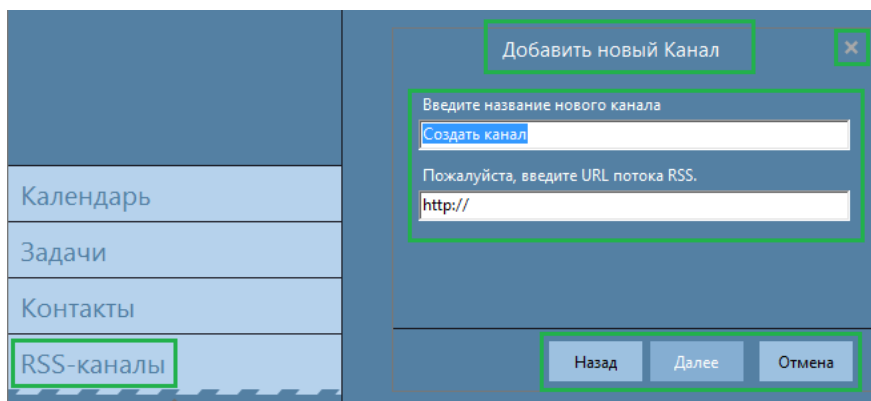 Добавить новый Канал
Введите название нового канала
Создать канал
Пожалуйста, введите URL потока RSS.
http://
Календарь
Задачи
Контакты
RSS-каналы
Назад
Далее
Отмена